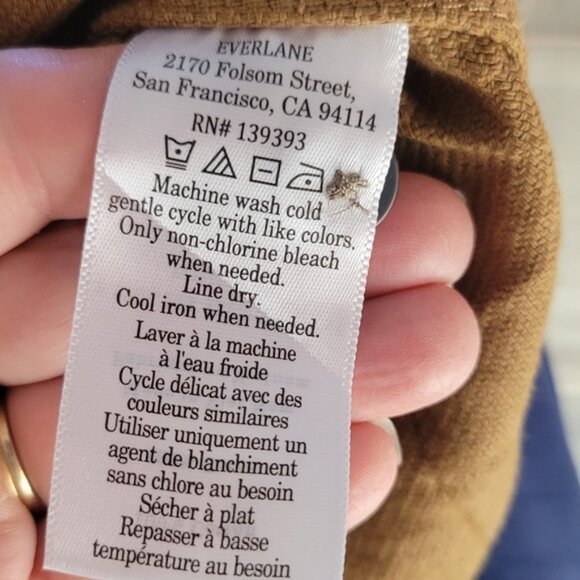 EVERLANE
2170 Folsom Street,
San Francisco, CA 94114
RN# 139393
Machine wash cold
gentle cycle with like colors.
Only non-chlorine bleach
when needed.
Line dry.
Cool iron when needed.
Laver à la machine
à l'eau froide
Cycle délicat avec des
couleurs similaires
Utiliser uniquement un
agent de blanchiment
sans chlore au besoin
Sécher à plat
Repasser à basse
température au besoin